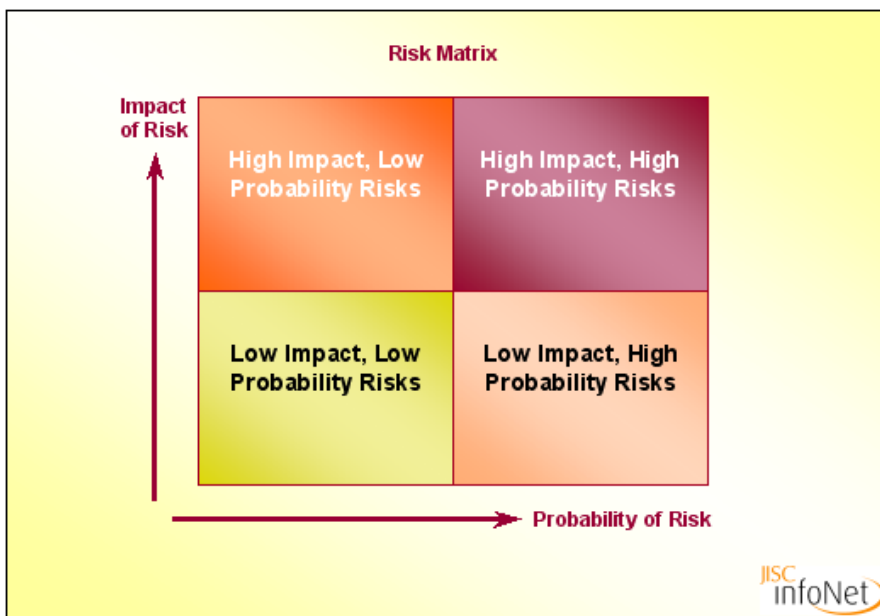 Risk Matrix
Impact
of Risk
High Impact, Low
Probability Risks
High Impact, High
Probability Risks
Low Impact, Low
Probability Risks
Low Impact, High
Probability Risks
Probability of Risk
JISC
infoNet